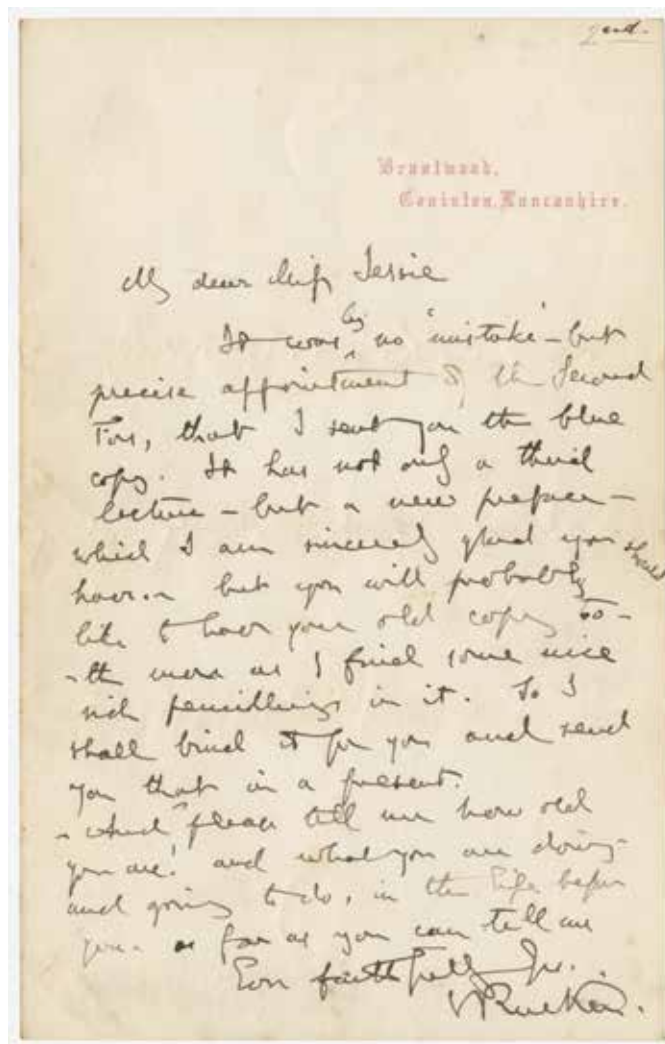 2nd.
Brantwood,
Coniston, Lancashire.
My dear Miss Jessie
It was by no 'mistake' - but
precise appointment of the Second
Fors, that I sent you the blue
copy. It has not only a third
lecture - but a new preface -
which I am sincerely glad you should
have. - but you will probably
like to have your old copy too -
- the more as I find some nice
side pencillings in it. So I
shall bind it for you and send
you that in a present.
- And please tell me how old
you are! and what you are doing -
and going to do, in the life before
you - as far as you can tell me
Ever faithfully Yrs.
J Ruskin.